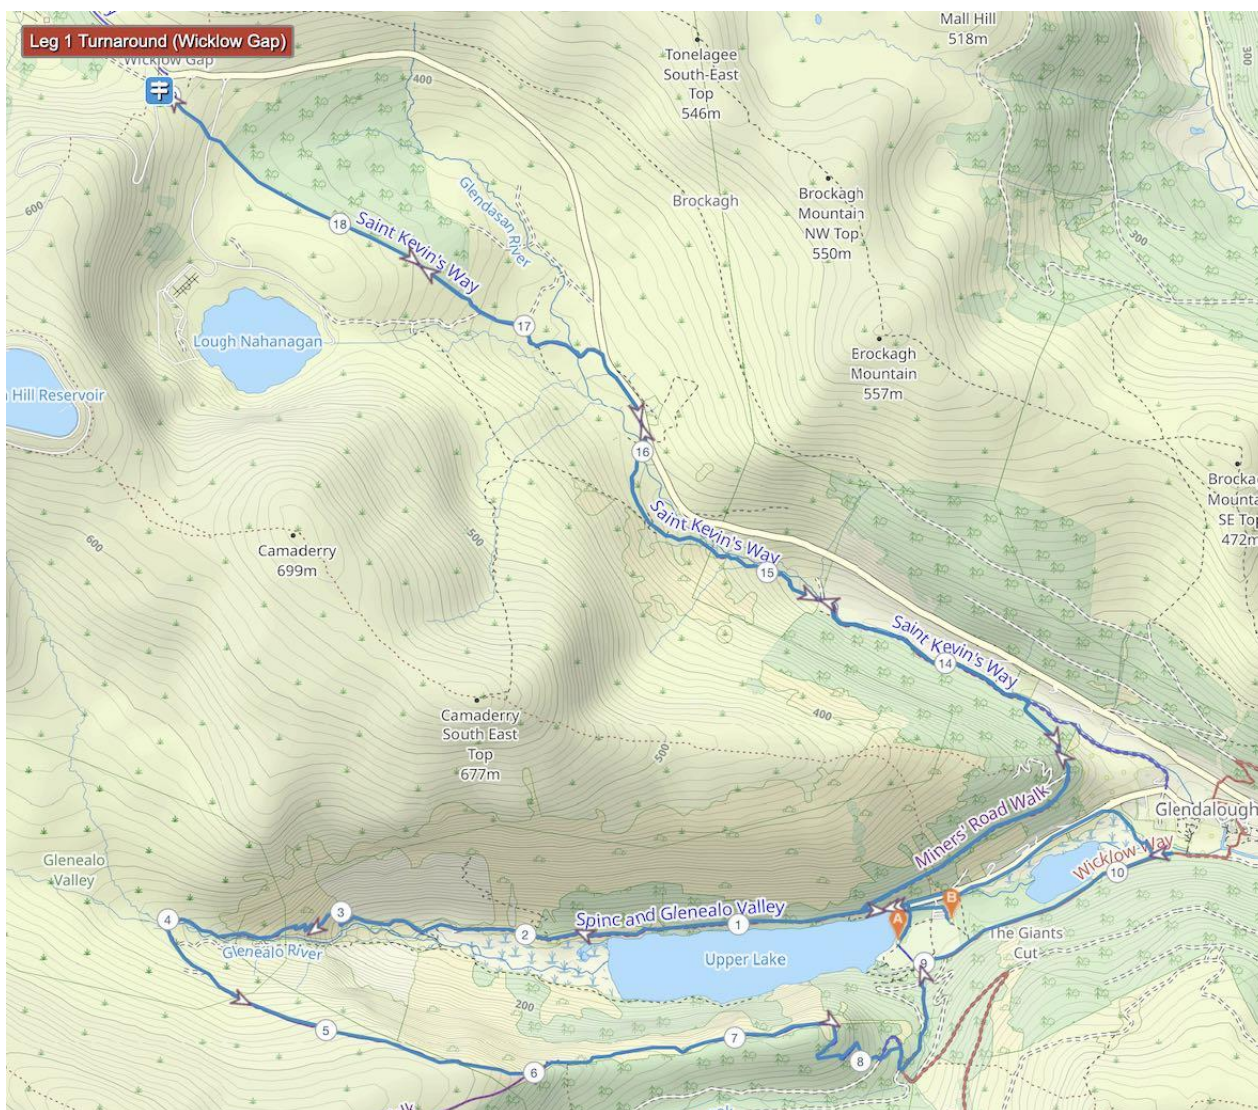 Leg 1 Turnaround (Wicklow Gap)
Wicklow Gap
Mall Hill
518m
300
400
Tonelagee
South-East
Top
546m
Glendasan River
Brockagh
Brockagh
Mountain
NW Top
550m
600
18
Saint Kevin's Way
300
17
Lough Nahanagan
Brockagh
Mountain
557m
Hill Reservoir
16
Brocka
Mounta
SE Top
472m
500
Saint Kevin's Way
600
Camaderry
699m
15
Saint Kevin's Way
14
400
Camaderry
South East
Top
677m
500
Miners' Road Walk
Glendalough
Wicklow Way
10
Glenealo
Valley
4
3
Spinc and Glenealo Valley
A
B
2
1
Glenealo River
Upper Lake
9
The Giants
Cut
200
5
7
8
6